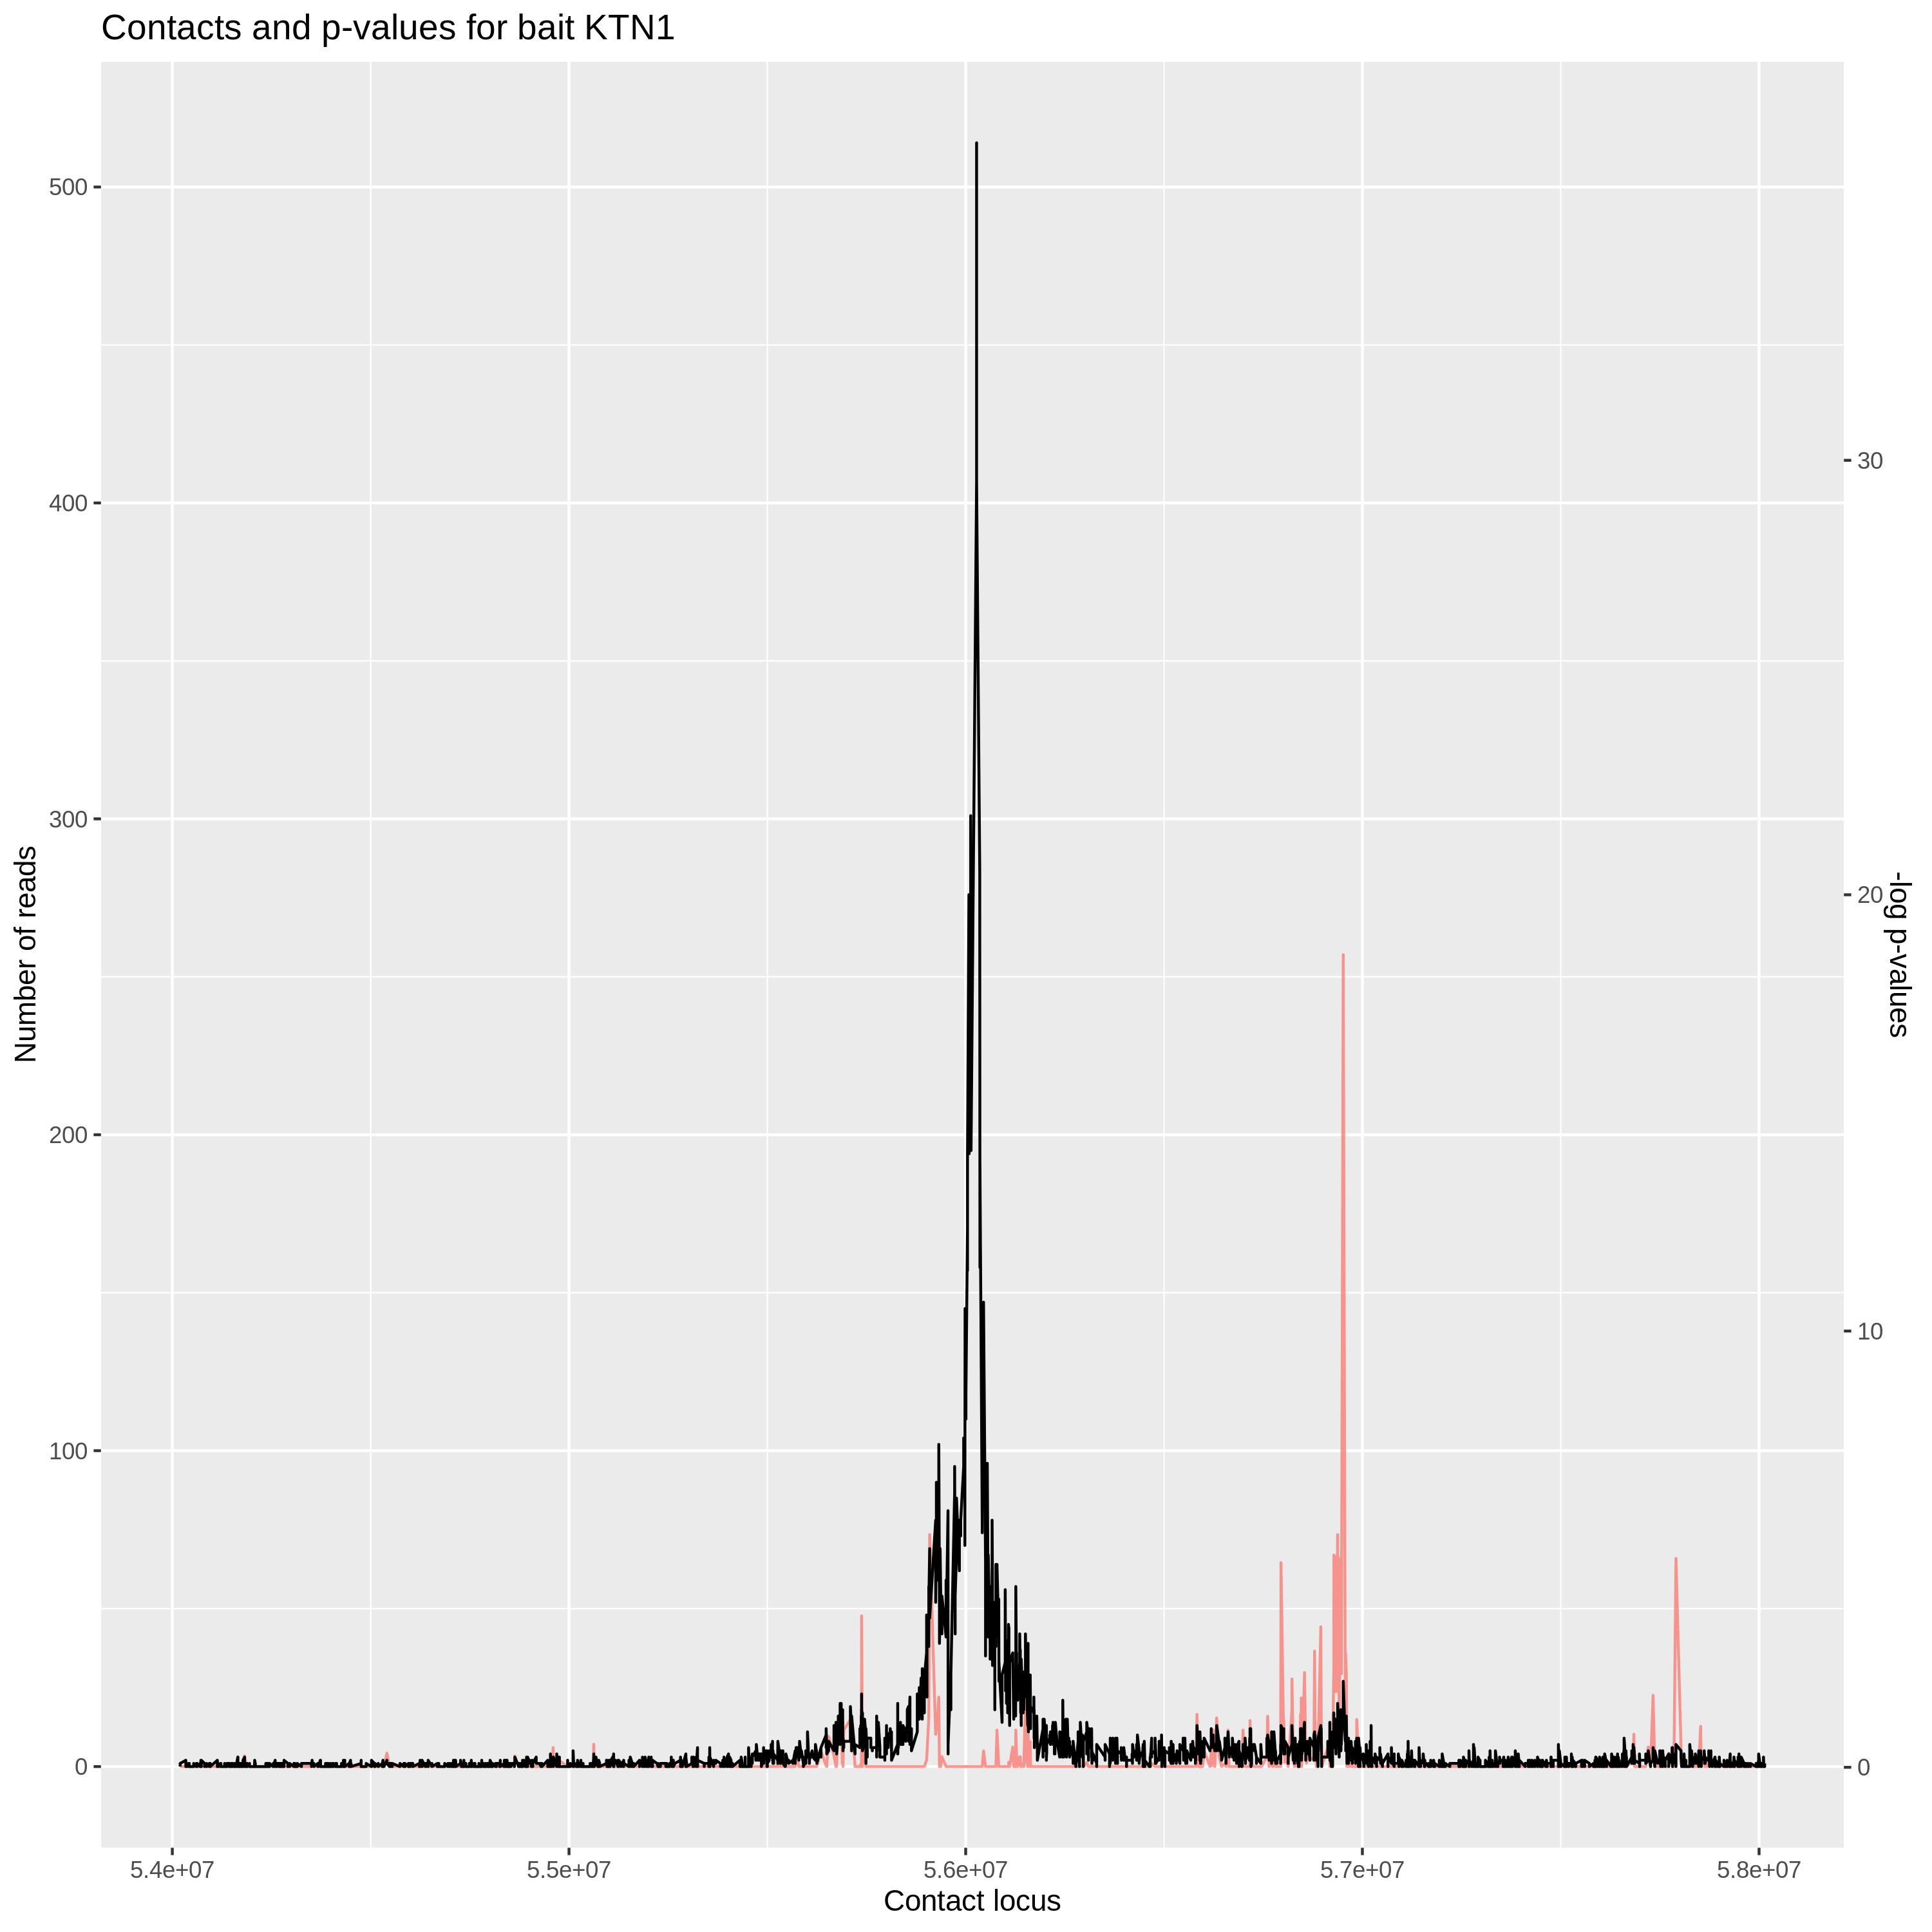 Contacts and p-values for bait KTN1
500
400
300
200
100
0
Number of reads
30
20
10
0
-log p-values
5.4e+07 5.5e+07 5.6e+07 5.7e+07 5.8e+07
Contact locus